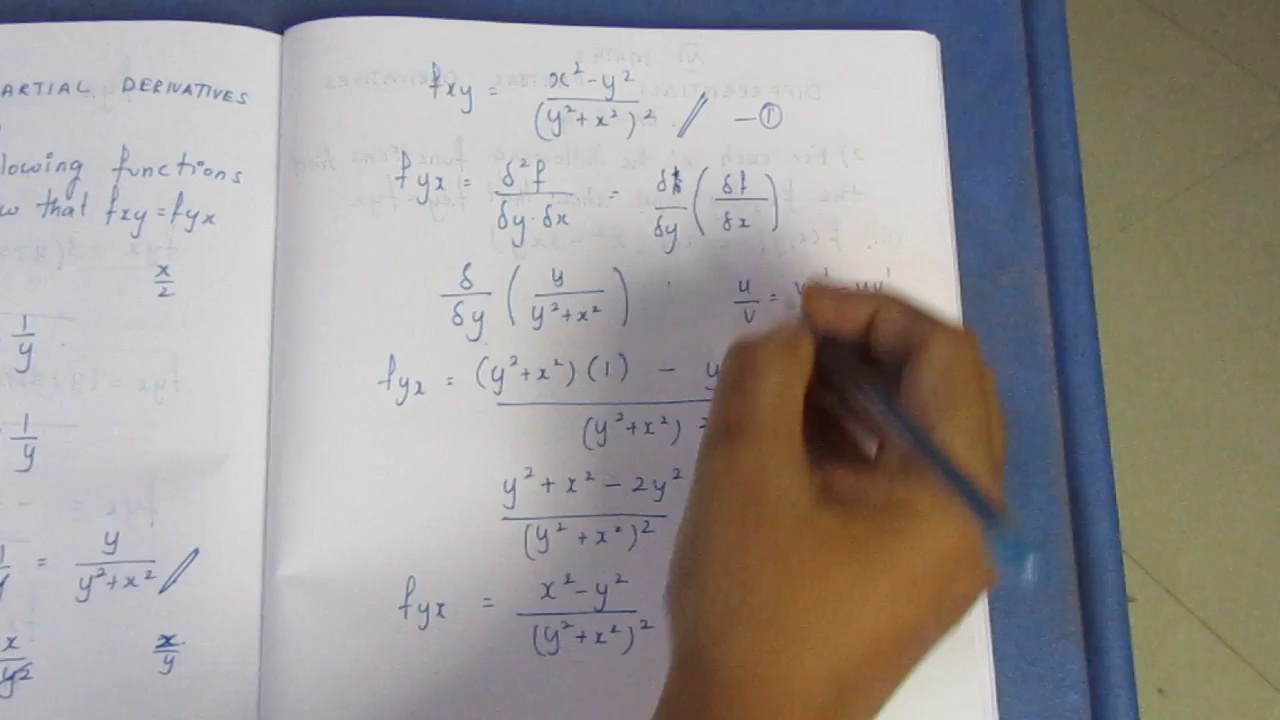 ARTIAL DERIVATIVES
lowing functions
w that fxy = fyx
x/2
1/y
1/y
= y/(y²+x²) //
x/y² x/y
fxy = (x²-y²)/(y²+x²)² // —①
fyx = δ²f/(δy·δx) = δf/δy (δf/δx)
δ/δy (y/(y²+x²)) u/v =
fyx = ((y²+x²)(1) - y)/(y²+x²)²
(y²+x²-2y²)/(y²+x²)²
fyx = (x²-y²)/(y²+x²)²